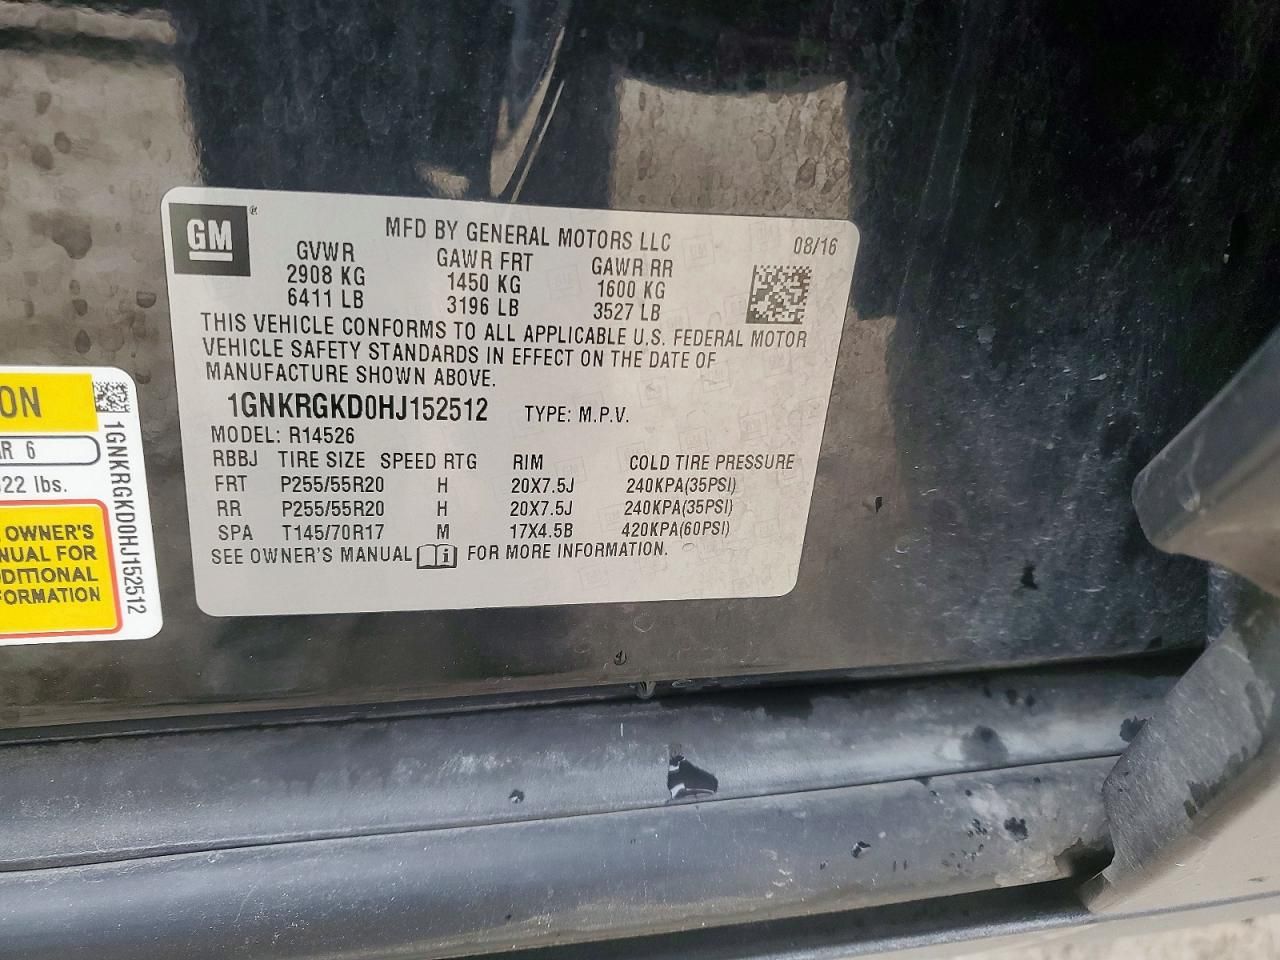 GM®
MFD BY GENERAL MOTORS LLC
08/16
GVWR GAWR FRT GAWR RR
2908 KG 1450 KG 1600 KG
6411 LB 3196 LB 3527 LB
THIS VEHICLE CONFORMS TO ALL APPLICABLE U.S. FEDERAL MOTOR
VEHICLE SAFETY STANDARDS IN EFFECT ON THE DATE OF
MANUFACTURE SHOWN ABOVE.
1GNKRGKD0HJ152512 TYPE: M.P.V.
MODEL: R14526
RBBJ TIRE SIZE SPEED RTG RIM COLD TIRE PRESSURE
FRT P255/55R20 H 20X7.5J 240KPA(35PSI)
RR P255/55R20 H 20X7.5J 240KPA(35PSI)
SPA T145/70R17 M 17X4.5B 420KPA(60PSI)
SEE OWNER'S MANUAL FOR MORE INFORMATION.
ON
R 6
22 lbs.
OWNER'S
NUAL FOR
DITIONAL
FORMATION
1GNKRGKD0HJ152512